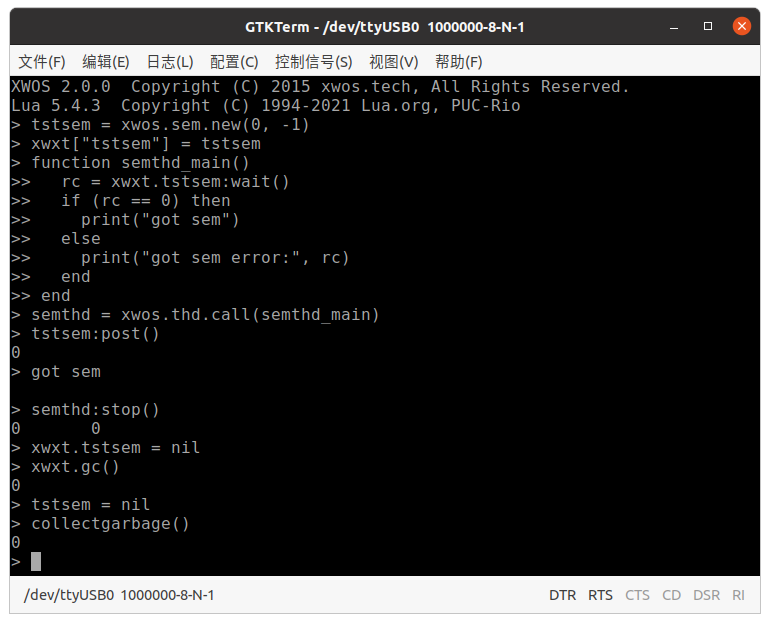 GTKTerm - /dev/ttyUSB0 1000000-8-N-1
文件(F) 编辑(E) 日志(L) 配置(C) 控制信号(S) 视图(V) 帮助(F)
XWOS 2.0.0  Copyright (C) 2015 xwos.tech, All Rights Reserved.
Lua 5.4.3  Copyright (C) 1994-2021 Lua.org, PUC-Rio
> tstsem = xwos.sem.new(0, -1)
> xwxt["tstsem"] = tstsem
> function semthd_main()
>>   rc = xwxt.tstsem:wait()
>>   if (rc == 0) then
>>     print("got sem")
>>   else
>>     print("got sem error:", rc)
>>   end
>> end
> semthd = xwos.thd.call(semthd_main)
> tstsem:post()
0
> got sem
> semthd:stop()
0       0
> xwxt.tstsem = nil
> xwxt.gc()
0
> tstsem = nil
> collectgarbage()
0
>
/dev/ttyUSB0 1000000-8-N-1 DTR RTS CTS CD DSR RI